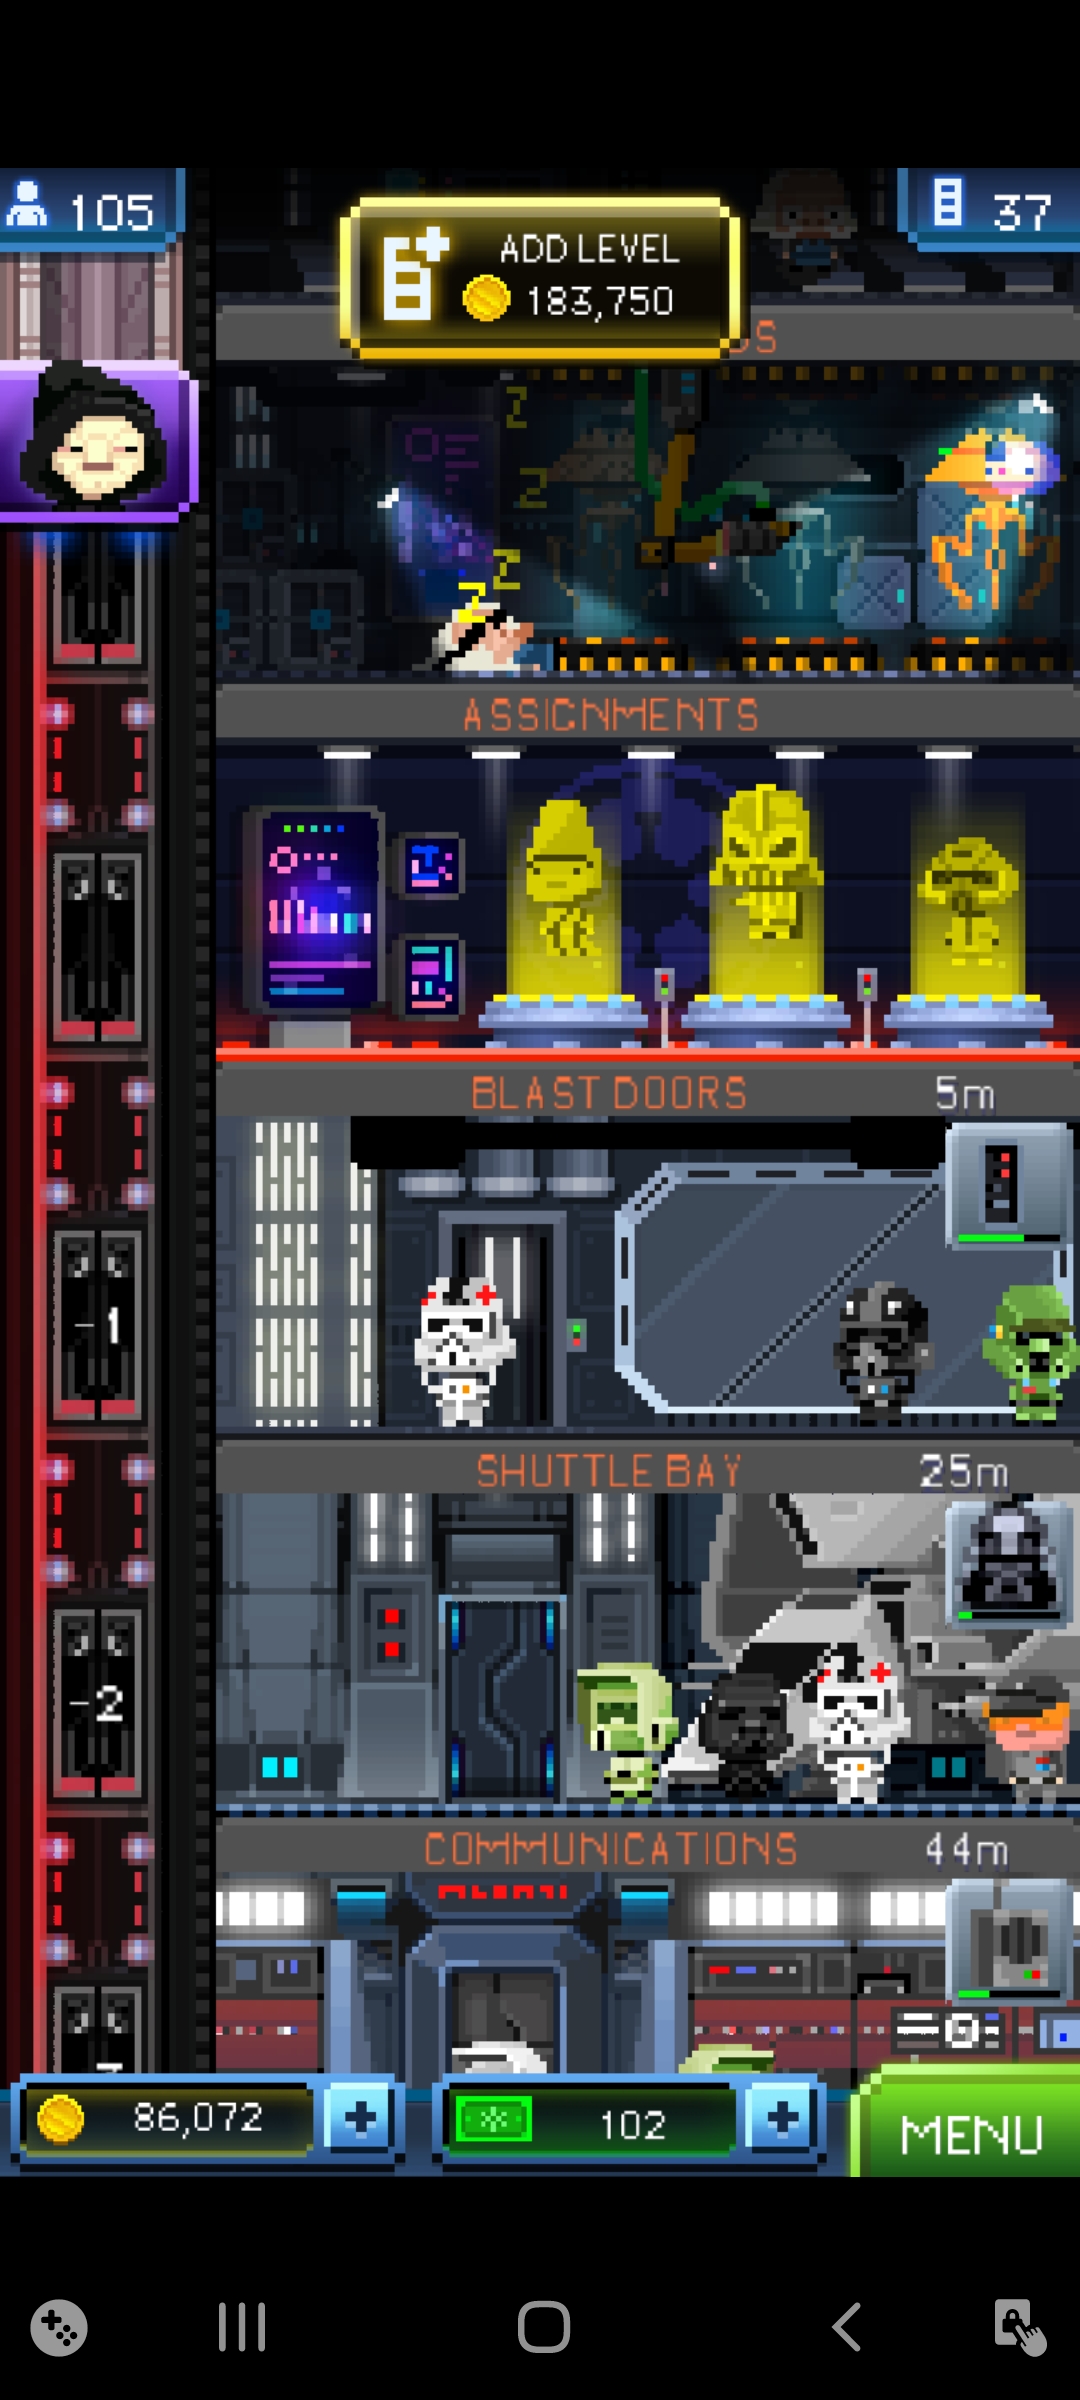 105
ADD LEVEL
183,750
37
DS
Z
Z
Z
Z
ASSIGNMENTS
BLAST DOORS 5m
-1
SHUTTLE BAY 25m
-2
COMMUNICATIONS 44m
86,072 +
102 +
MENU